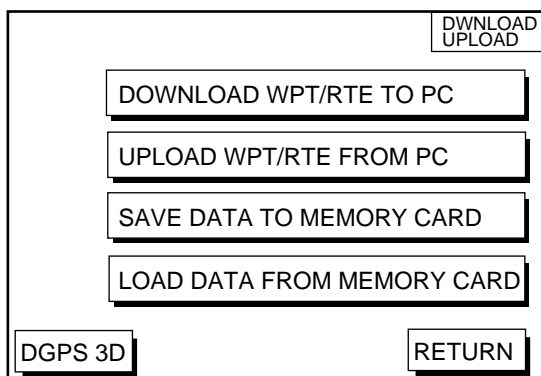 DWNLOAD
UPLOAD
DOWNLOAD WPT/RTE TO PC
UPLOAD WPT/RTE FROM PC
SAVE DATA TO MEMORY CARD
LOAD DATA FROM MEMORY CARD
DGPS 3D
RETURN